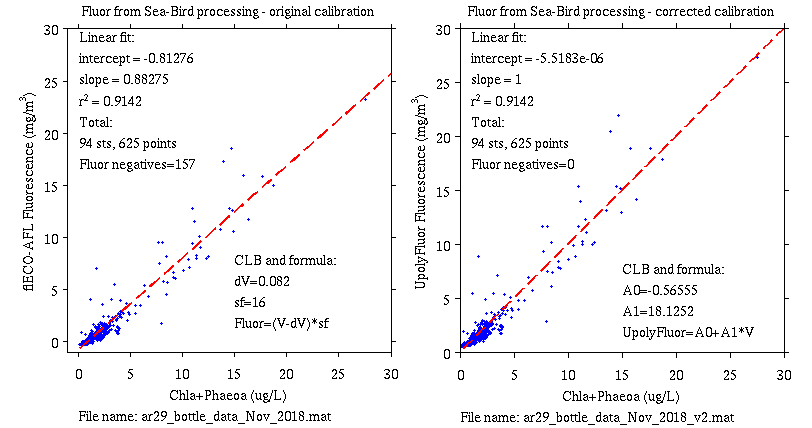 Fluor from Sea-Bird processing - original calibration
Linear fit:
intercept = -0.81276
slope = 0.88275
r² = 0.9142
Total:
94 sts, 625 points
Fluor negatives=157
CLB and formula:
dV=0.082
sf=16
Fluor=(V-dV)*sf
flECO-AFL Fluorescence (mg/m³)
30
25
20
15
10
5
0
0 5 10 15 20 25 30
Chla+Phaeoa (ug/L)
File name: ar29_bottle_data_Nov_2018.mat
Fluor from Sea-Bird processing - corrected calibration
Linear fit:
intercept = -5.5183e-06
slope = 1
r² = 0.9142
Total:
94 sts, 625 points
Fluor negatives=0
CLB and formula:
A0=-0.56555
A1=18.1252
UpolyFluor=A0+A1*V
UpolyFluor Fluorescence (mg/m³)
30
25
20
15
10
5
0
0 5 10 15 20 25 30
Chla+Phaeoa (ug/L)
File name: ar29_bottle_data_Nov_2018_v2.mat